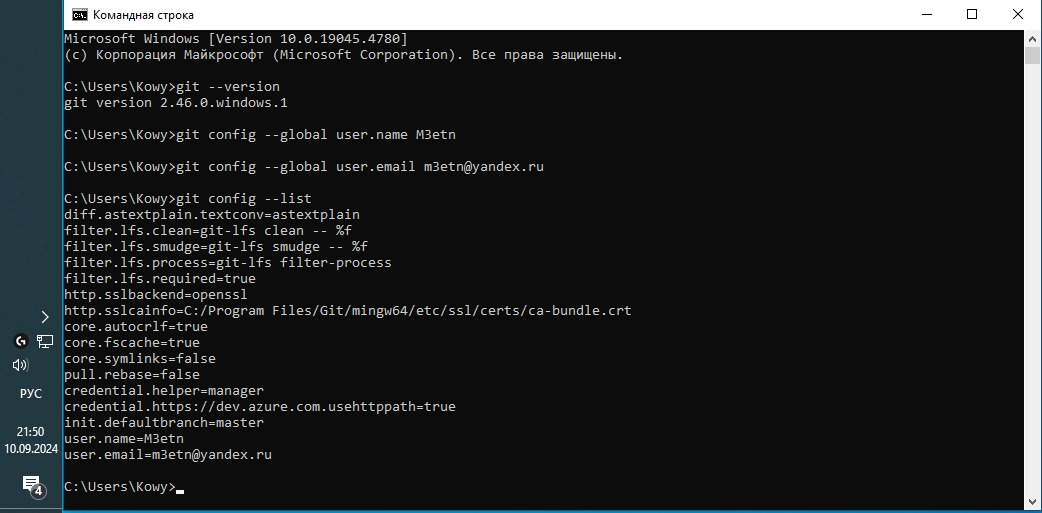 Командная строка
Microsoft Windows [Version 10.0.19045.4780]
(c) Корпорация Майкрософт (Microsoft Corporation). Все права защищены.
C:\Users\Kowy>git --version
git version 2.46.0.windows.1
C:\Users\Kowy>git config --global user.name M3etn
C:\Users\Kowy>git config --global user.email m3etn@yandex.ru
C:\Users\Kowy>git config --list
diff.astextplain.textconv=astextplain
filter.lfs.clean=git-lfs clean -- %f
filter.lfs.smudge=git-lfs smudge -- %f
filter.lfs.process=git-lfs filter-process
filter.lfs.required=true
http.sslbackend=openssl
http.sslcainfo=C:/Program Files/Git/mingw64/etc/ssl/certs/ca-bundle.crt
core.autocrlf=true
core.fscache=true
core.symlinks=false
pull.rebase=false
credential.helper=manager
credential.https://dev.azure.com.usehttppath=true
init.defaultbranch=master
user.name=M3etn
user.email=m3etn@yandex.ru
C:\Users\Kowy>
РУС
21:50
10.09.2024
4